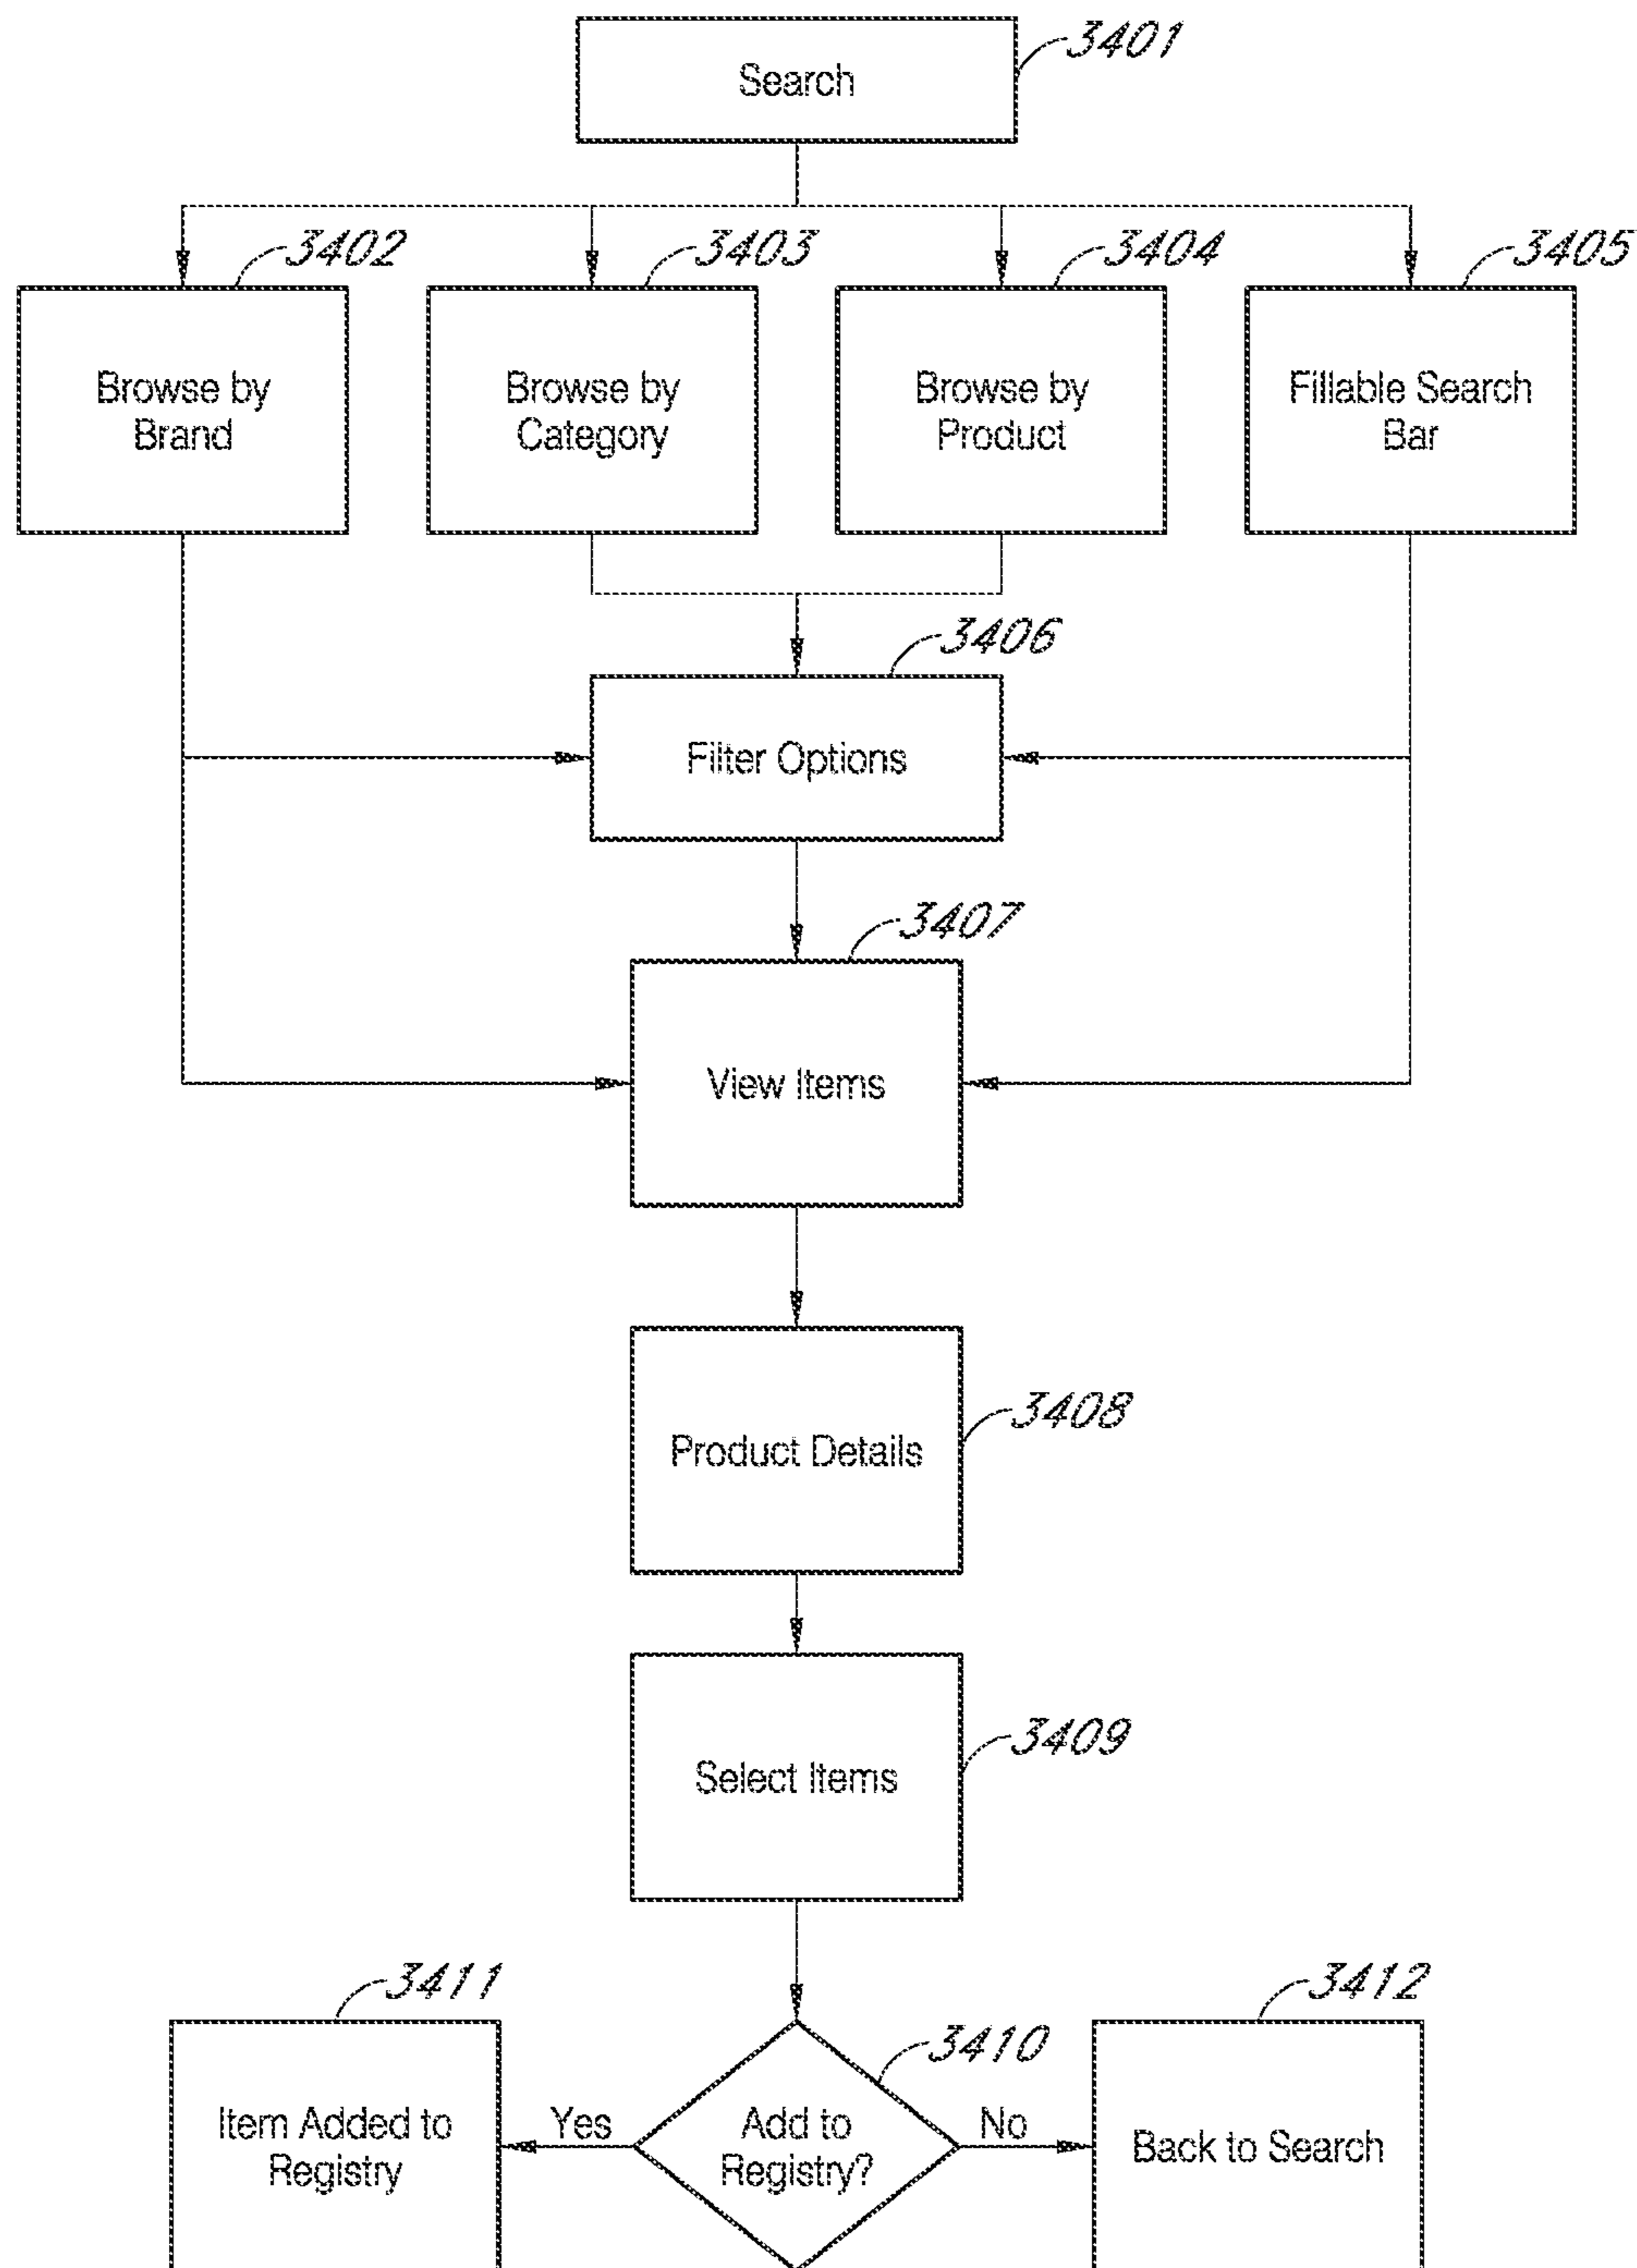 Search
3401
3402
3403
3404
3405
Browse by
Brand
Browse by
Category
Browse by
Product
Fillable Search
Bar
3406
Filter Options
3407
View Items
3408
Product Details
3409
Select Items
3411
3412
3410
Item Added to
Registry
Yes
Add to
Registry?
No
Back to Search